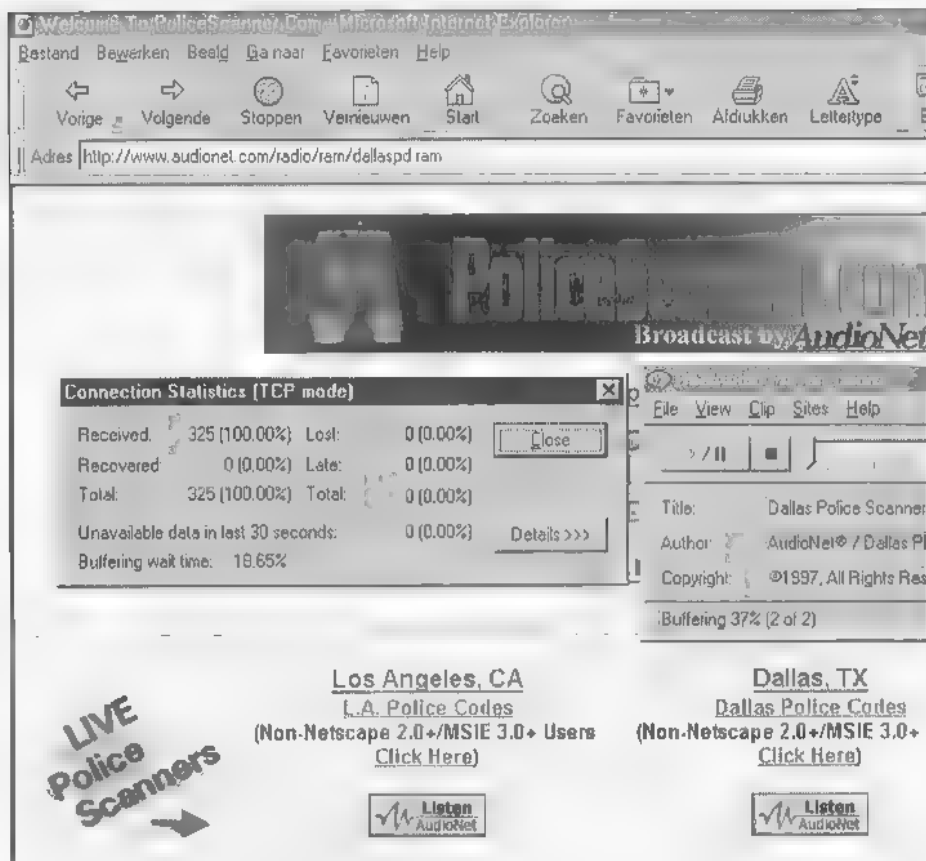 Welcome To PoliceScanner.Com - Microsoft Internet Explorer
Bestand Bewerken Beeld Ga naar Favorieten Help
Vorige Volgende Stoppen Vernieuwen Start Zoeken Favorieten Afdrukken Lettertype
Adres http://www.audionet.com/radio/ram/dallaspd.ram
Broadcast by AudioNet
Connection Statistics (TCP mode)
Received: 325 (100.00%) Lost: 0 (0.00%) Close
Recovered: 0 (0.00%) Late: 0 (0.00%)
Total: 325 (100.00%) Total: 0 (0.00%)
Unavailable data in last 30 seconds: 0 (0.00%) Details >>>
Buffering wait time: 18.65%
File View Clip Sites Help
Title: Dallas Police Scanner
Author: AudioNet® / Dallas
Copyright: ©1997, All Rights Res
Buffering 37% (2 of 2)
LIVE
Police
Scanners
Los Angeles, CA
L.A. Police Codes
(Non-Netscape 2.0+/MSIE 3.0+ Users
Click Here)
Listen
AudioNet
Dallas, TX
Dallas Police Codes
(Non-Netscape 2.0+/MSIE 3.0+
Click Here)
Listen
AudioNet